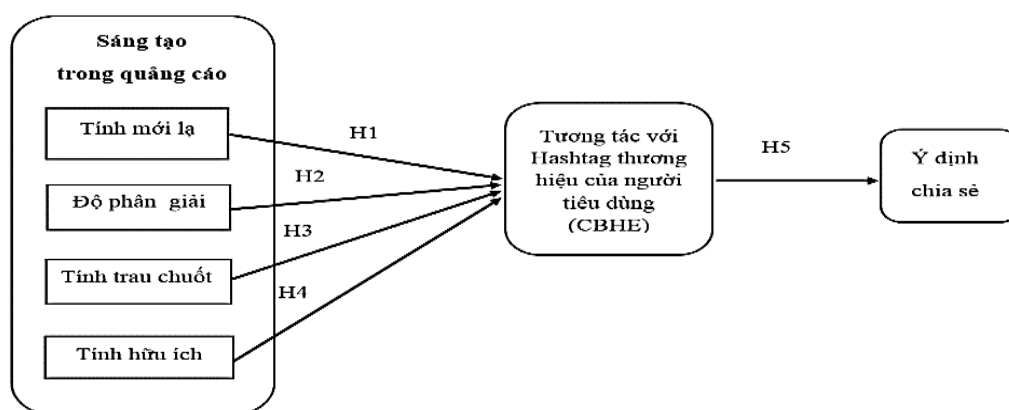 Sáng tạo
trong quảng cáo
Tính mới lạ
Độ phân giải
Tính trau chuốt
Tính hữu ích
H1
H2
H3
H4
Tương tác với
Hashtag thương
hiệu của người
tiêu dùng
(CBHE)
H5
Ý định
chia sẻ